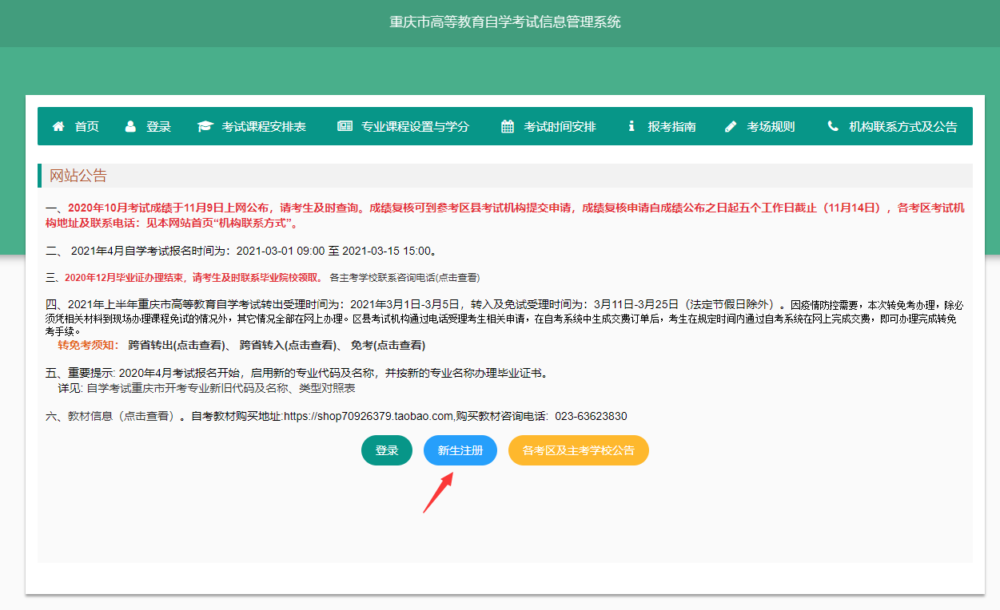 重庆市高等教育自学考试信息管理系统
首页 登录 考试课程安排表 专业课程设置与学分 考试时间安排 报考指南 考场规则 机构联系方式及公告
网站公告
一、2020年10月考试成绩于11月9日上网公布，请考生及时查询。成绩复核可到参考区县考试机构提交申请，成绩复核申请自成绩公布之日起五个工作日截止（11月14日），各考区考试机
构地址及联系电话：见本网站首页“机构联系方式”。
二、 2021年4月自学考试报名时间为：2021-03-01 09:00 至 2021-03-15 15:00。
三、2020年12月毕业证办理结束，请考生及时联系毕业院校领取。 各主考学校联系咨询电话(点击查看)
四、2021年上半年重庆市高等教育自学考试转出受理时间为：2021年3月1日-3月5日，转入及免试受理时间为：3月11日-3月25日（法定节假日除外）。因疫情防控需要，本次转免考办理，除必
须凭相关材料到现场办理课程免试的情况外，其它情况全部在网上办理。区县考试机构通过电话受理考生相关申请，在自考系统中生成交费订单后，考生在规定时间内通过自考系统在网上完成交费，即可办理完成转免
考手续。
转免考须知： 跨省转出(点击查看)、 跨省转入(点击查看)、 免考(点击查看)
五、重要提示: 2020年4月考试报名开始，启用新的专业代码及名称，并按新的专业名称办理毕业证书。
详见: 自学考试重庆市开考专业新旧代码及名称、类型对照表
六、教材信息（点击查看）。自考教材购买地址:https://shop70926379.taobao.com,购买教材咨询电话: 023-63623830
登录 新生注册 各考区及主考学校公告